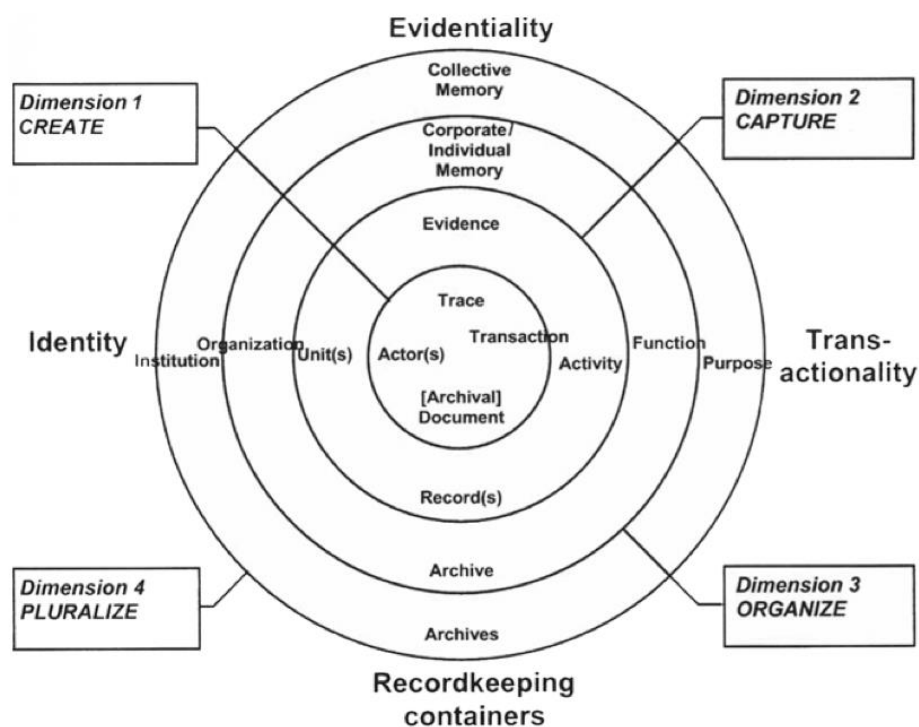 Evidentiality
Collective
Memory
Dimension 1
CREATE
Dimension 2
CAPTURE
Corporate/
Individual
Memory
Evidence
Trace
Transaction
Identity
Institution
Organization
Unit(s)
Actor(s)
Activity
Function
Purpose
Trans-
actionality
[Archival]
Document
Record(s)
Archive
Dimension 4
PLURALIZE
Dimension 3
ORGANIZE
Archives
Recordkeeping
containers